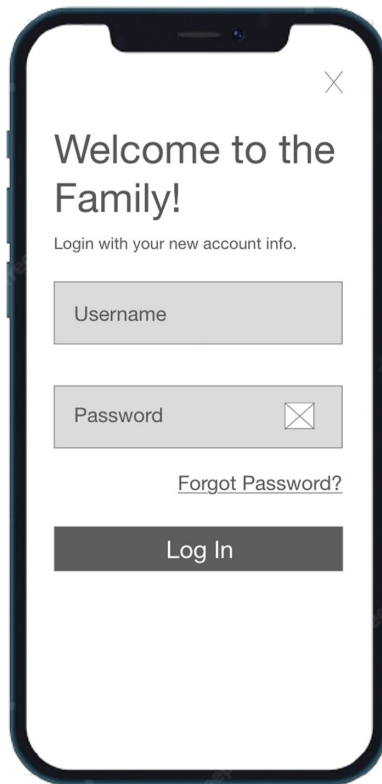 Welcome to the
Family!
Login with your new account info.
Username
Password
Forgot Password?
Log In